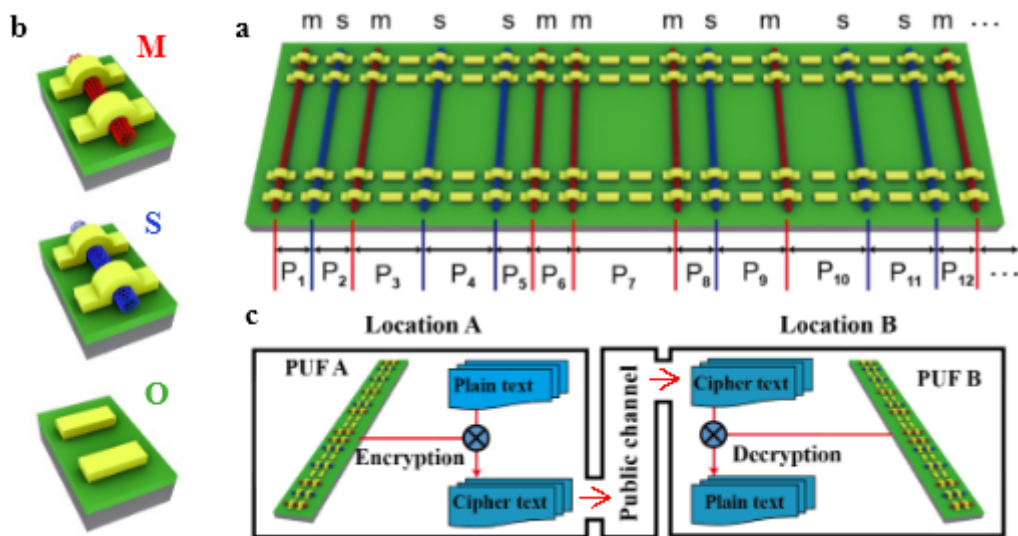 b
M
S
O
a
m s m s s m m m s m s s m ...
P1 P2 P3 P4 P5 P6 P7 P8 P9 P10 P11 P12 ...
c
Location A
PUF A
Plain text
Encryption
Cipher text
Public channel
Location B
Cipher text
PUF B
Decryption
Plain text